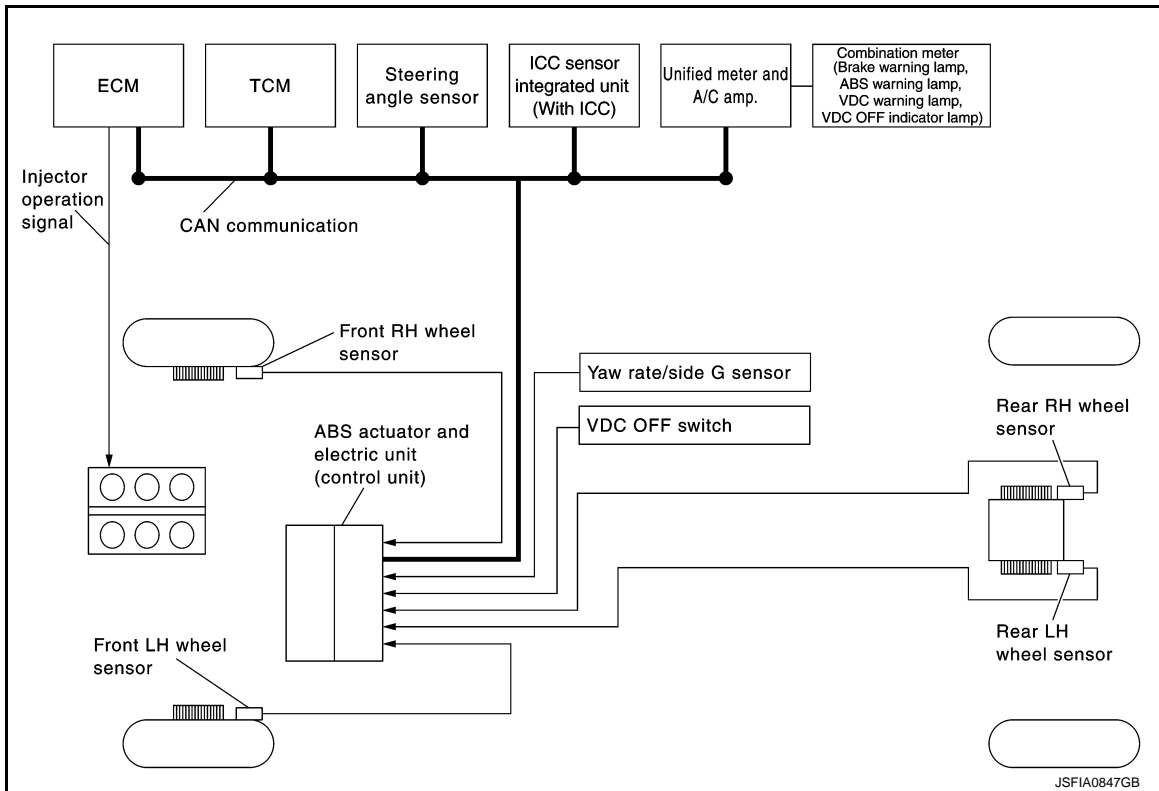 ECM
TCM
Steering
angle sensor
ICC sensor
integrated unit
(With ICC)
Unified meter and
A/C amp.
Combination meter
(Brake warning lamp,
ABS warning lamp,
VDC warning lamp,
VDC OFF indicator lamp)
Injector
operation
signal
CAN communication
Front RH wheel
sensor
Yaw rate/side G sensor
VDC OFF switch
Rear RH wheel
sensor
ABS actuator and
electric unit
(control unit)
Front LH wheel
sensor
Rear LH
wheel sensor
JSFIA0847GB